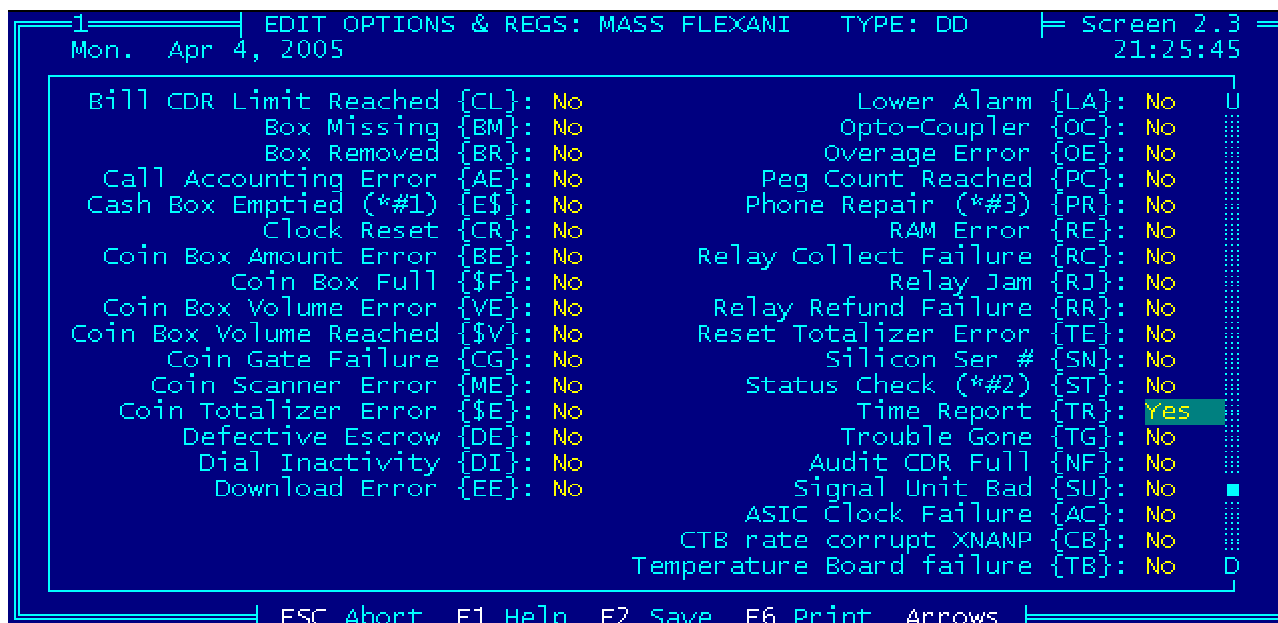 1 EDIT OPTIONS & REGS: MASS FLEXANI TYPE: DD Screen 2.3
Mon. Apr 4, 2005 21:25:45
Bill CDR Limit Reached {CL}: No Lower Alarm {LA}: No U
Box Missing {BM}: No Opto-Coupler {OC}: No
Box Removed {BR}: No Overage Error {OE}: No
Call Accounting Error {AE}: No Peg Count Reached {PC}: No
Cash Box Emptied (*#1) {E$}: No Phone Repair (*#3) {PR}: No
Clock Reset {CR}: No RAM Error {RE}: No
Coin Box Amount Error {BE}: No Relay Collect Failure {RC}: No
Coin Box Full {$F}: No Relay Jam {RJ}: No
Coin Box Volume Error {VE}: No Relay Refund Failure {RR}: No
Coin Box Volume Reached {$V}: No Reset Totalizer Error {TE}: No
Coin Gate Failure {CG}: No Silicon Ser # {SN}: No
Coin Scanner Error {ME}: No Status Check (*#2) {ST}: No
Coin Totalizer Error {$E}: No Time Report {TR}: Yes
Defective Escrow {DE}: No Trouble Gone {TG}: No
Dial Inactivity {DI}: No Audit CDR Full {NF}: No
Download Error {EE}: No Signal Unit Bad {SU}: No
ASIC Clock Failure {AC}: No
CTB rate corrupt XNANP {CB}: No
Temperature Board failure {TB}: No D
ESC Abort F1 Help F2 Save F6 Print Arrows